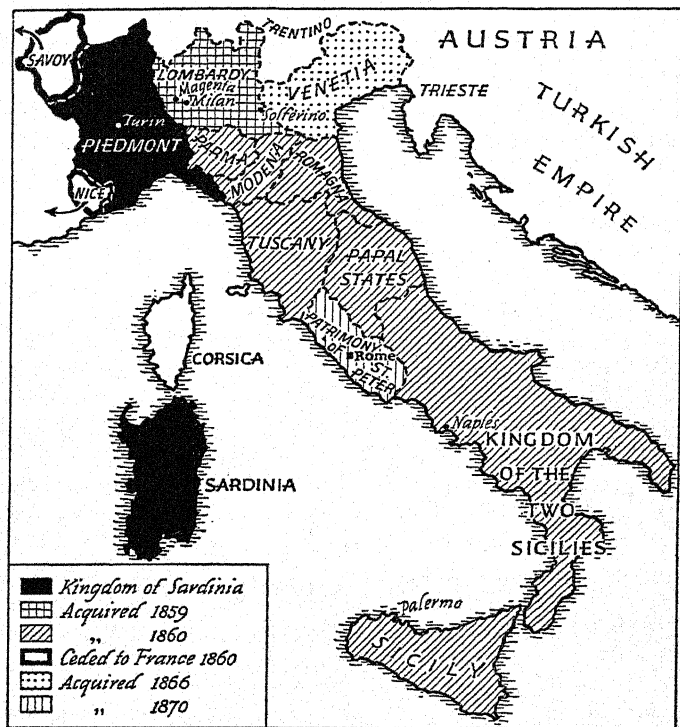 AUSTRIA
TRENTINO
SAVOY
LOMBARDY
Magenta
Milan
VENETIA
Solferino
TRIESTE
TURKISH
EMPIRE
Turin
PIEDMONT
PARMA
MODENA
ROMAGNA
NICE
TUSCANY
PAPAL
STATES
PATRIMONY
OF
ST.
PETER
Rome
CORSICA
SARDINIA
Naples
KINGDOM
OF THE
TWO
SICILIES
Palermo
SICILY
Kingdom of Sardinia
Acquired 1859
„ 1860
Ceded to France 1860
Acquired 1866
„ 1870